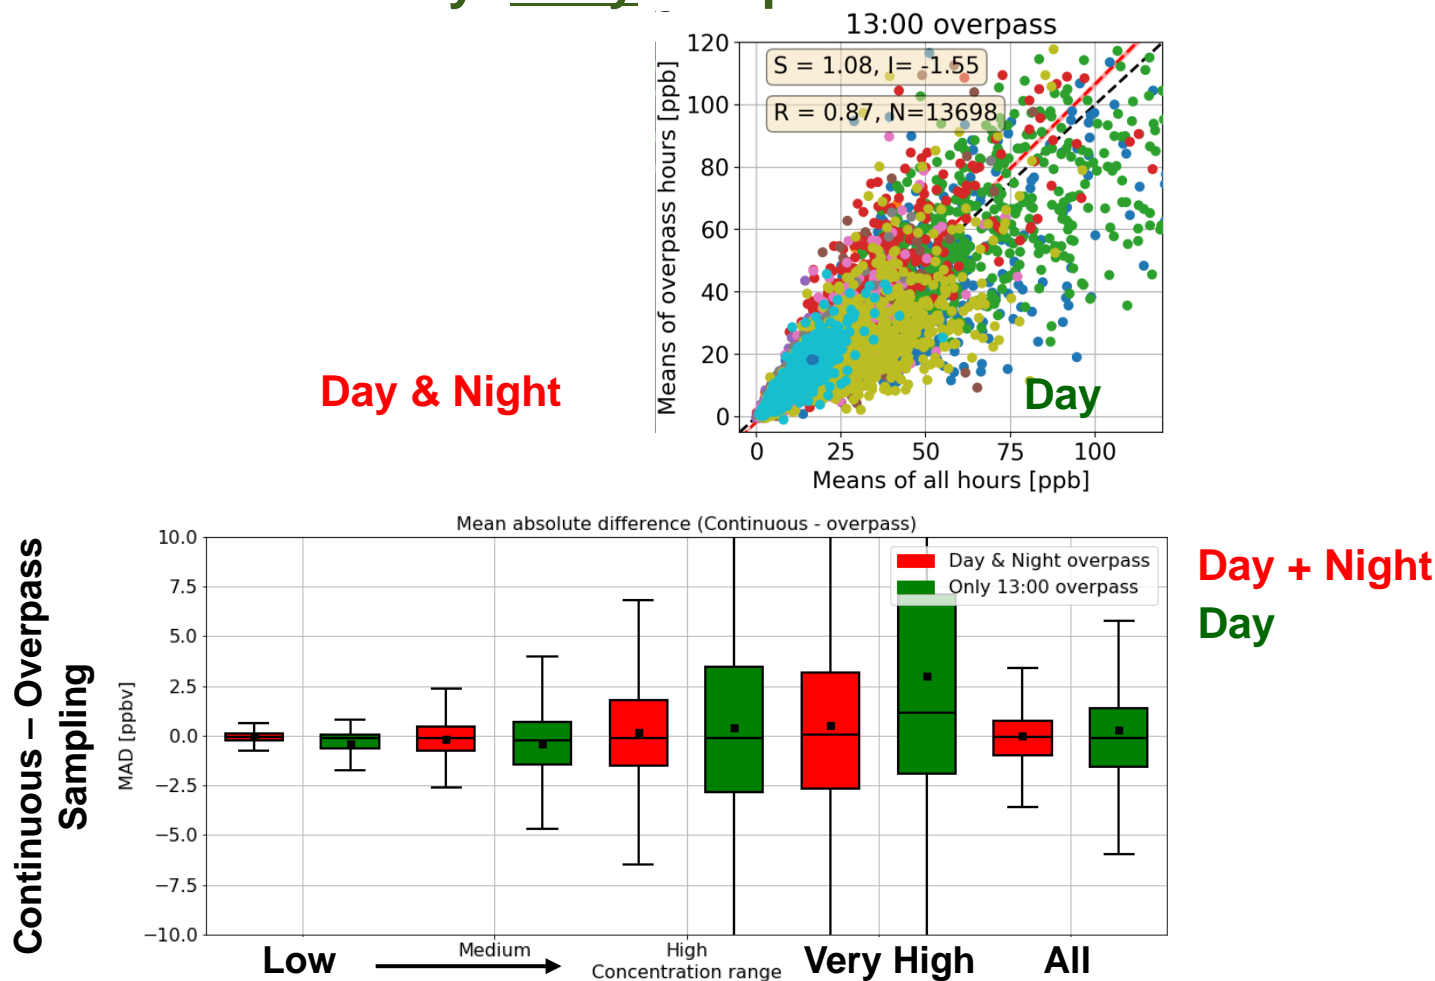 13:00 overpass
S = 1.08, I= -1.55
R = 0.87, N=13698
Means of overpass hours [ppb]
120
100
80
60
40
20
0
0 25 50 75 100
Means of all hours [ppb]
Day & Night
Day
Mean absolute difference (Continuous - overpass)
Continuous – Overpass
Sampling
MAD [ppbv]
10.0
7.5
5.0
2.5
0.0
−2.5
−5.0
−7.5
−10.0
Day & Night overpass
Only 13:00 overpass
Day + Night
Day
Low Medium High Very High All
Concentration range